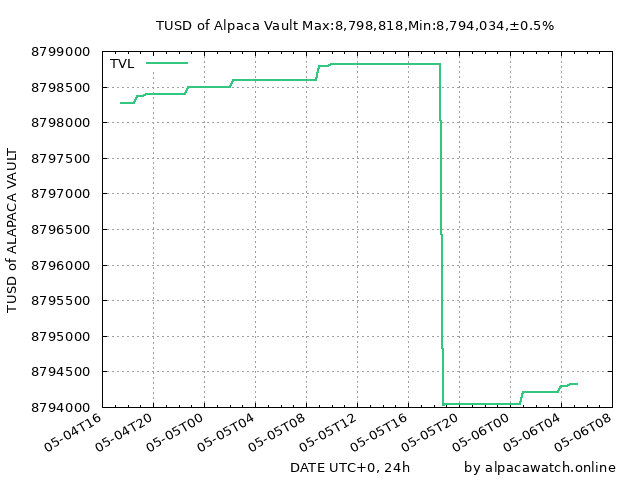 TUSD of Alpaca Vault Max:8,798,818,Min:8,794,034,±0.5%
TVL
8799000
8798500
8798000
8797500
8797000
8796500
8796000
8795500
8795000
8794500
8794000
TUSD of ALAPACA VAULT
05-04T16
05-04T20
05-05T00
05-05T04
05-05T08
05-05T12
05-05T16
05-05T20
05-06T00
05-06T04
05-06T08
DATE UTC+0, 24h
by alpacawatch.online